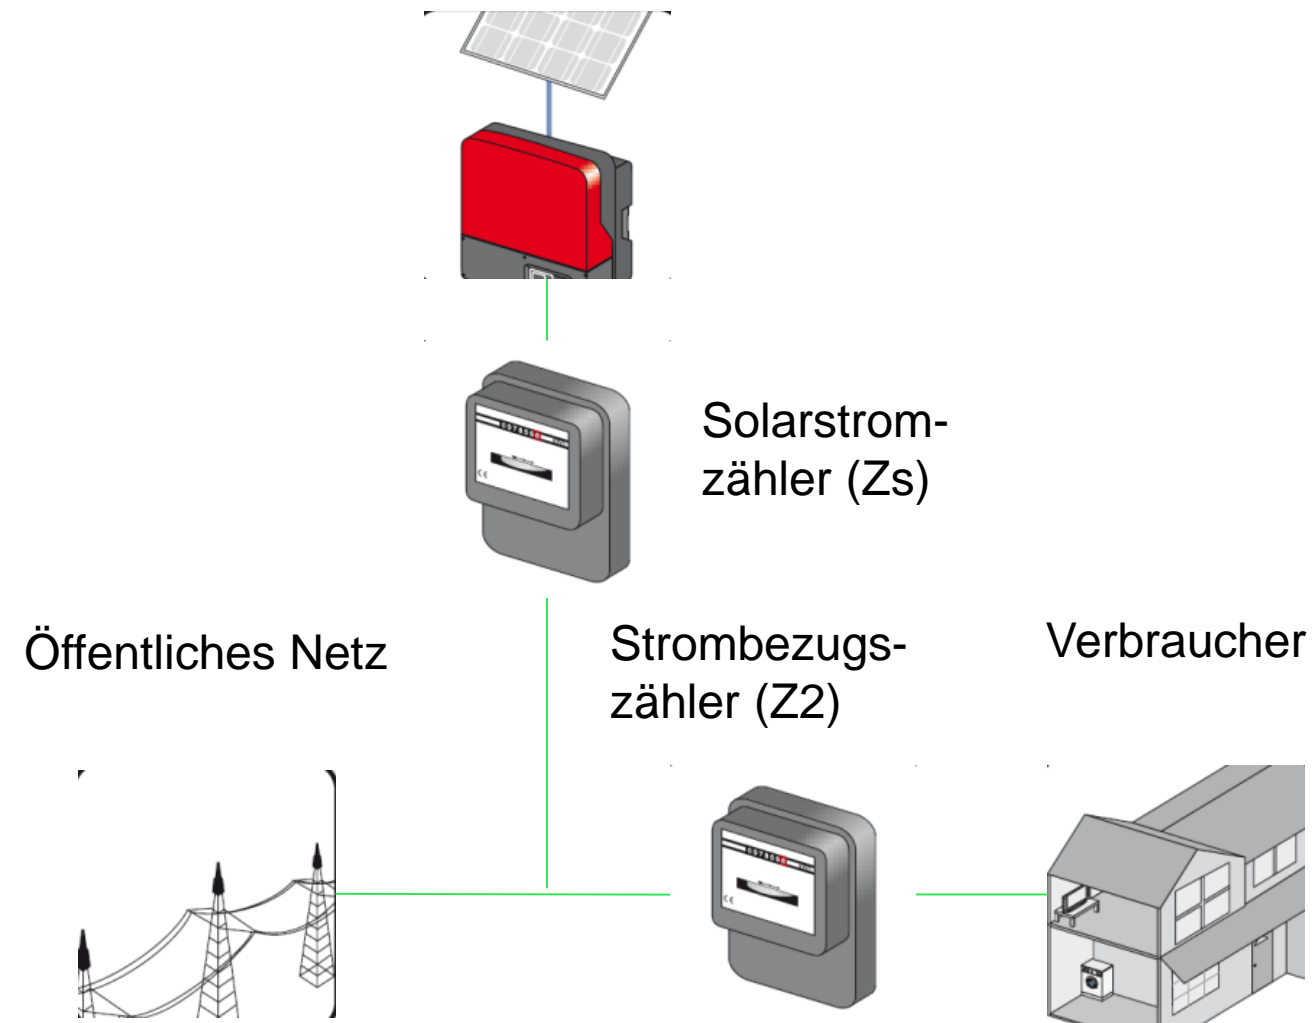 Solarstrom-
zähler (Zs)
Öffentliches Netz
Strombezugs-
zähler (Z2)
Verbraucher